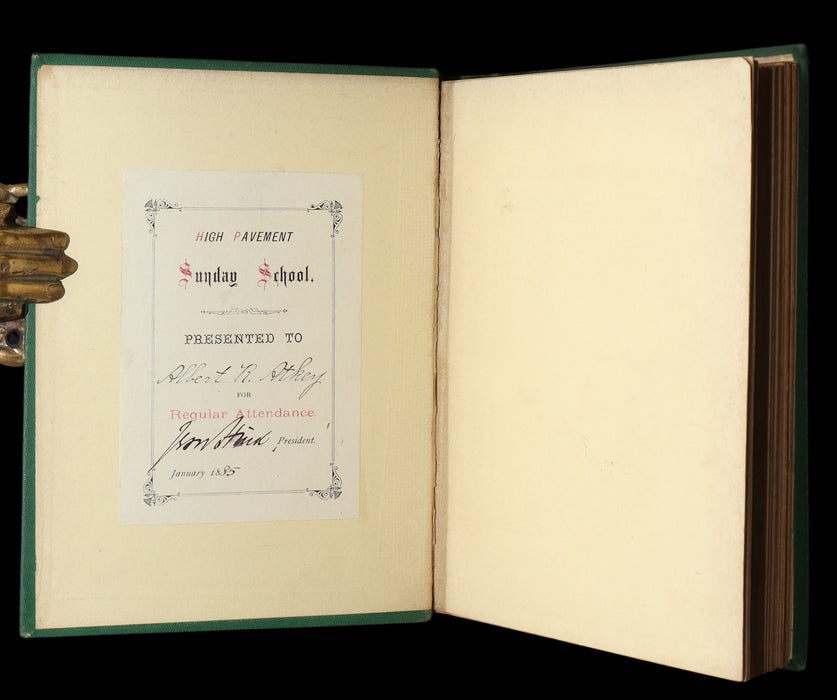 HIGH PAVEMENT
Sunday School.
PRESENTED TO
Albert R. Atkey
FOR
Regular Attendance.
President.
January 1885